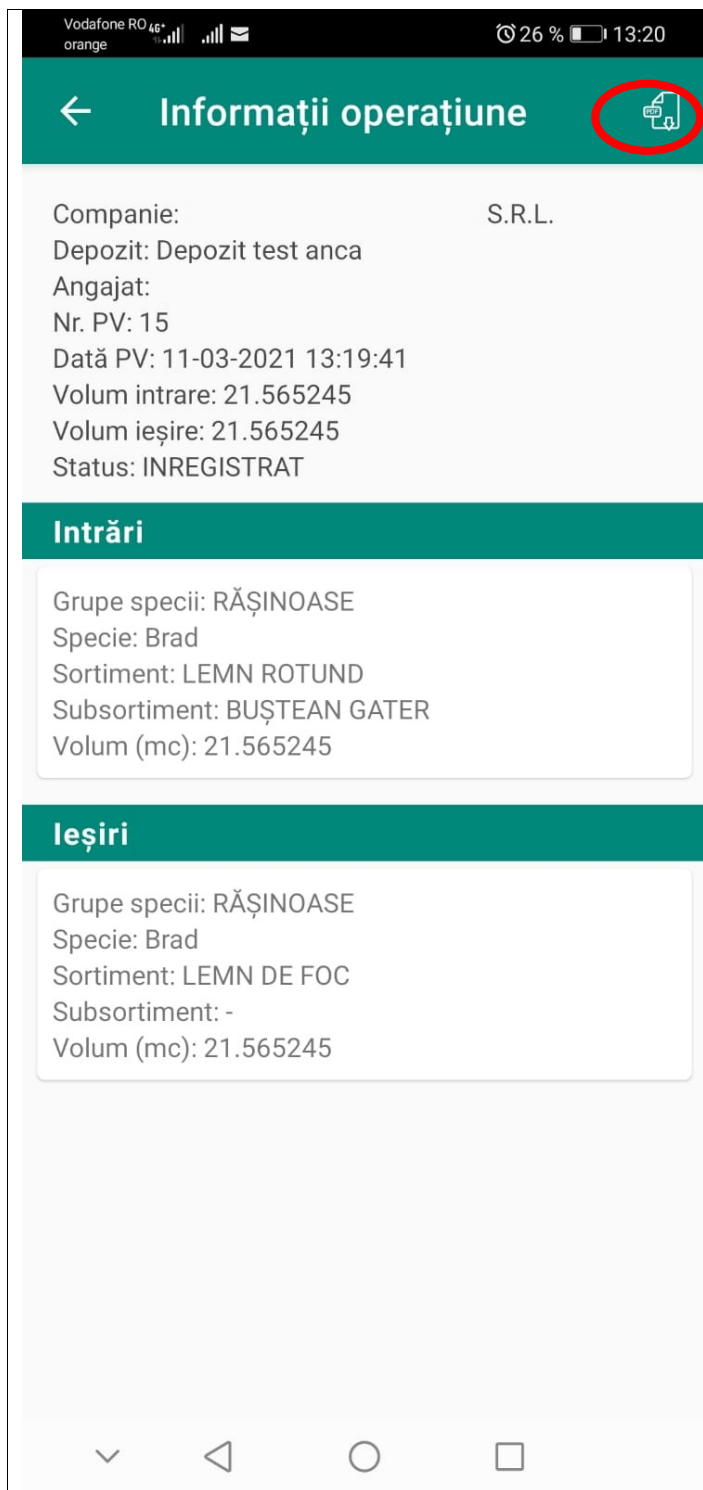 Vodafone RO 4G+
orange
26 % 13:20
Informații operațiune
PDF
Companie: S.R.L.
Depozit: Depozit test anca
Angajat:
Nr. PV: 15
Dată PV: 11-03-2021 13:19:41
Volum intrare: 21.565245
Volum ieșire: 21.565245
Status: INREGISTRAT
Intrări
Grupe specii: RĂȘINOASE
Specie: Brad
Sortiment: LEMN ROTUND
Subsortiment: BUȘTEAN GATER
Volum (mc): 21.565245
Ieșiri
Grupe specii: RĂȘINOASE
Specie: Brad
Sortiment: LEMN DE FOC
Subsortiment: -
Volum (mc): 21.565245